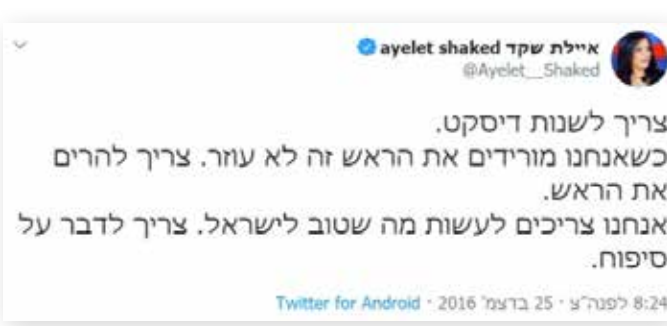 איילת שקד ayelet shaked
@Ayelet__Shaked
צריך לשנות דיסקט.
כשאנחנו מורידים את הראש זה לא עוזר. צריך להרים
את הראש.
אנחנו צריכים לעשות מה שטוב לישראל. צריך לדבר על
סיפוח.
8:24 לפנה"צ · 25 בדצמ' 2016 · Twitter for Android